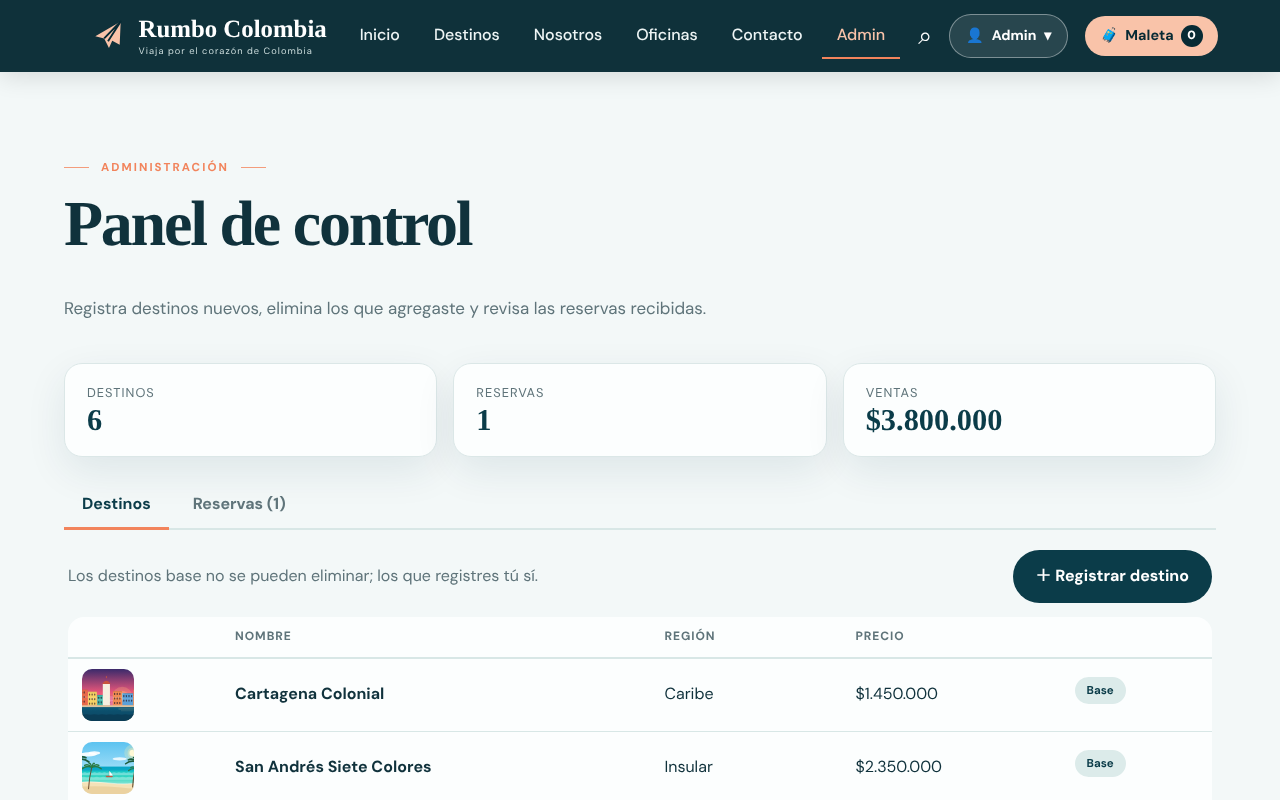 Rumbo Colombia
Viaja por el corazón de Colombia
Inicio
Destinos
Nosotros
Oficinas
Contacto
Admin
Admin ▾
Maleta 0
ADMINISTRACIÓN
Panel de control
Registra destinos nuevos, elimina los que agregaste y revisa las reservas recibidas.
DESTINOS
6
RESERVAS
1
VENTAS
$3.800.000
Destinos
Reservas (1)
Los destinos base no se pueden eliminar; los que registres tú sí.
+ Registrar destino
NOMBRE REGIÓN PRECIO
Cartagena Colonial Caribe $1.450.000 Base
San Andrés Siete Colores Insular $2.350.000 Base